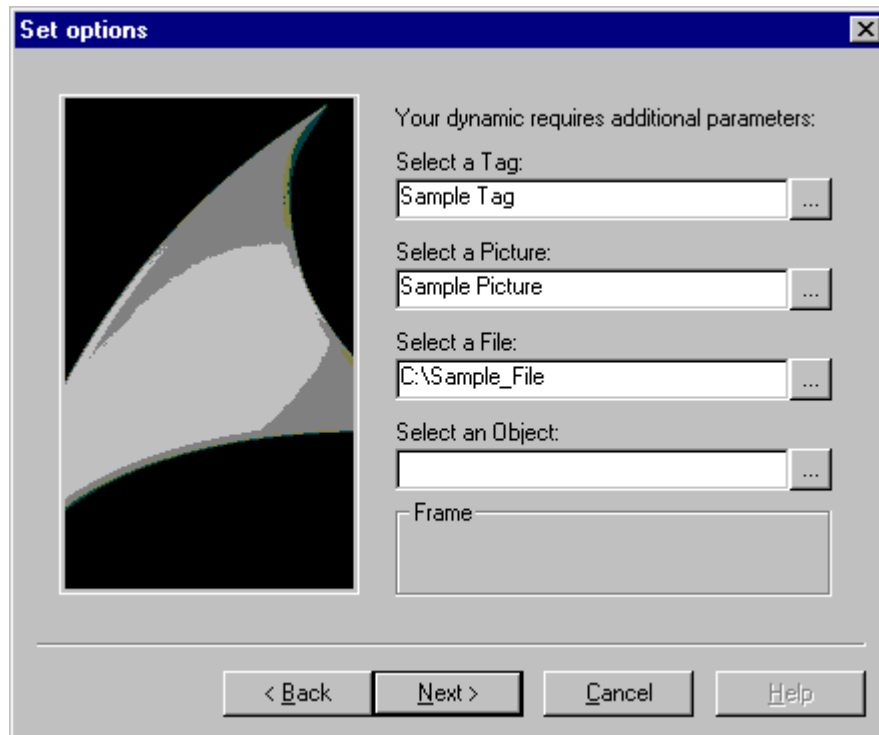 Set options
Your dynamic requires additional parameters:
Select a Tag:
Sample Tag
...
Select a Picture:
Sample Picture
...
Select a File:
C:\Sample_File
...
Select an Object:
...
Frame
< Back
Next >
Cancel
Help